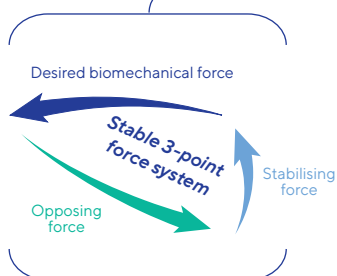 Desired biomechanical force
Stable 3-point
force system
Stabilising
force
Opposing
force